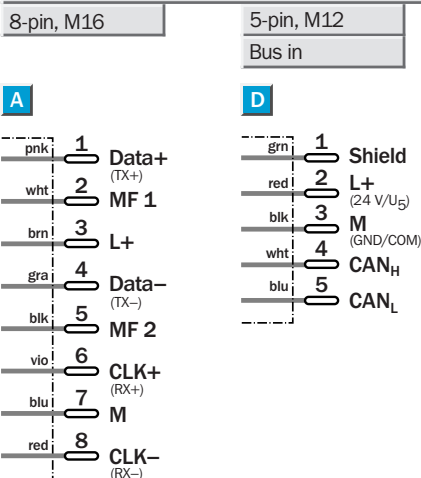 8-pin, M16
A
pnk 1 Data+
(TX+)
wht 2 MF 1
brn 3 L+
gra 4 Data–
(TX–)
blk 5 MF 2
vio 6 CLK+
(RX+)
blu 7 M
red 8 CLK–
(RX–)
5-pin, M12
Bus in
D
grn 1 Shield
red 2 L+
(24 V/U5)
blk 3 M
(GND/COM)
wht 4 CANH
blu 5 CANL